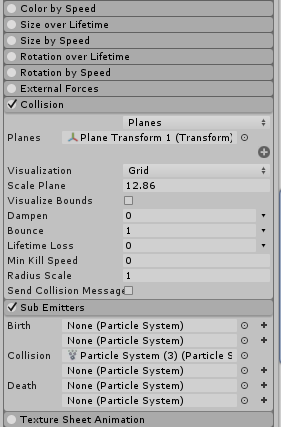 Color by Speed
Size over Lifetime
Size by Speed
Rotation over Lifetime
Rotation by Speed
External Forces
Collision
Planes
Planes Plane Transform 1 (Transform)
Visualization Grid
Scale Plane 12.86
Visualize Bounds
Dampen 0
Bounce 1
Lifetime Loss 0
Min Kill Speed 0
Radius Scale 1
Send Collision Message
Sub Emitters
Birth None (Particle System)
None (Particle System)
Collision Particle System (3) (Particle S
None (Particle System)
Death None (Particle System)
None (Particle System)
Texture Sheet Animation